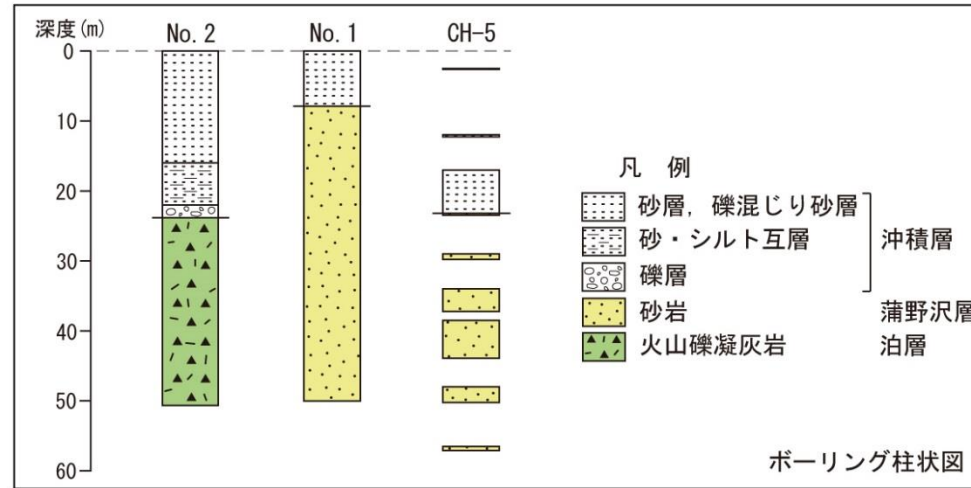 深度(m)
No. 2
No. 1
CH-5
0
10
20
30
40
50
60
凡 例
砂層，礫混じり砂層
砂・シルト互層
沖積層
礫層
砂岩
蒲野沢層
火山礫凝灰岩
泊層
ボーリング柱状図